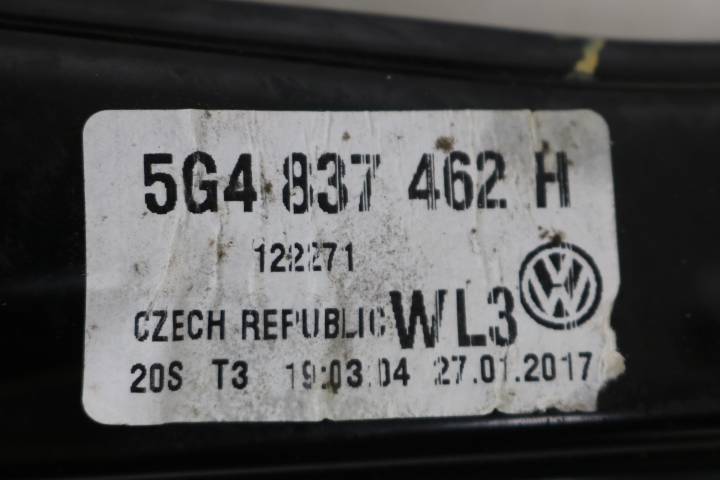 5G4 837 462 H
122271
CZECH REPUBLIC WL3
20S T3 19:03:04 27.01.2017